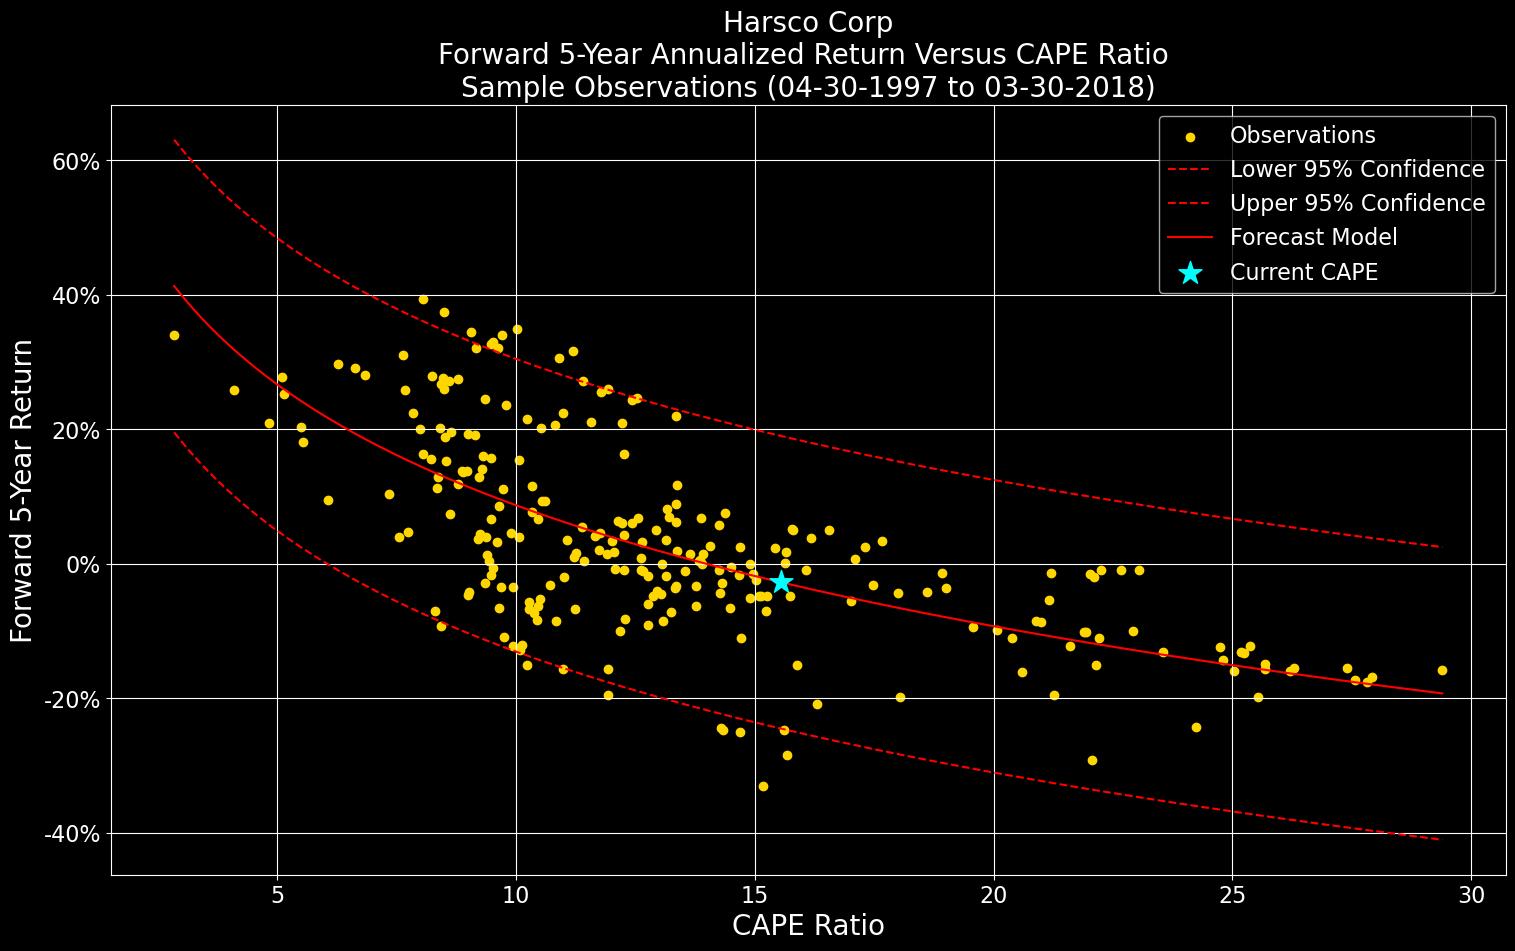 Harsco Corp
Forward 5-Year Annualized Return Versus CAPE Ratio
Sample Observations (04-30-1997 to 03-30-2018)
Observations
Lower 95% Confidence
Upper 95% Confidence
Forecast Model
Current CAPE
Forward 5-Year Return
60%
40%
20%
0%
-20%
-40%
5
10
15
20
25
30
CAPE Ratio